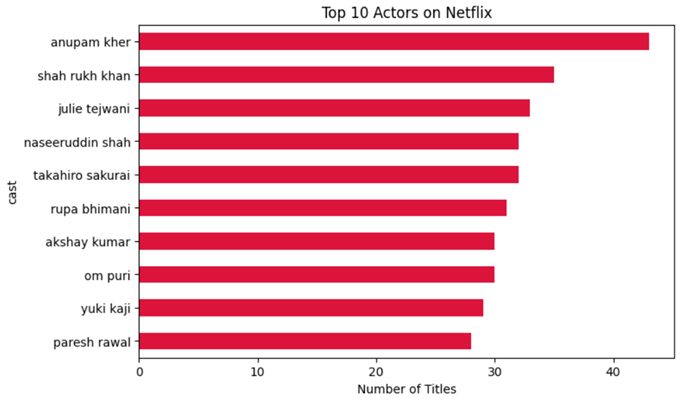 Top 10 Actors on Netflix
anupam kher
shah rukh khan
julie tejwani
naseeruddin shah
takahiro sakurai
rupa bhimani
akshay kumar
om puri
yuki kaji
paresh rawal
cast
0 10 20 30 40
Number of Titles